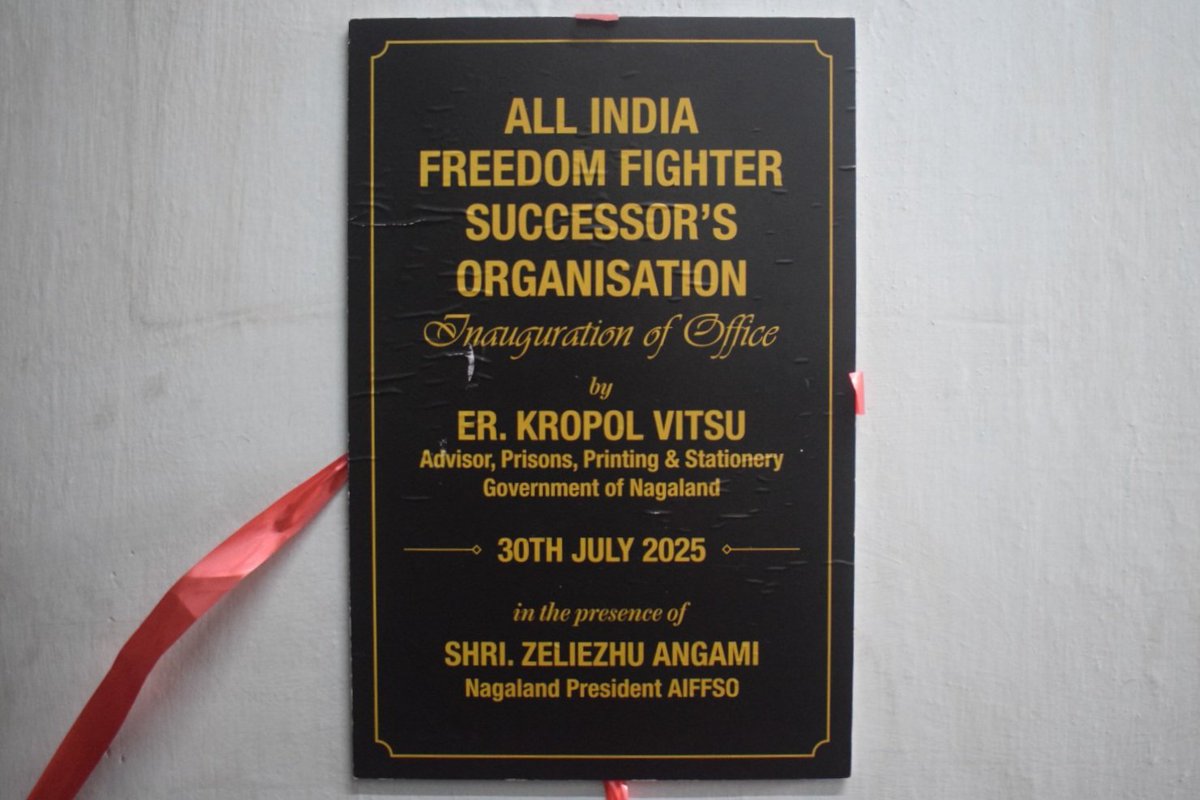 ALL INDIA
FREEDOM FIGHTER
SUCCESSOR’S
ORGANISATION
Inauguration of Office
by
ER. KROPOL VITSU
Advisor, Prisons, Printing & Stationery
Government of Nagaland
30TH JULY 2025
in the presence of
SHRI. ZELIEZHU ANGAMI
Nagaland President AIFFSO